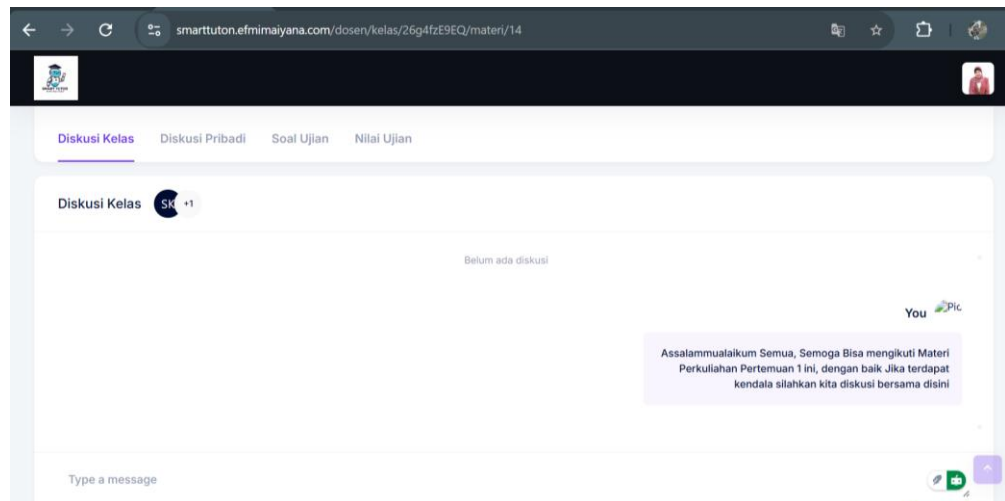 smarttuton.efmimaiyana.com/dosen/kelas/26g4fzE9EQ/materi/14
Diskusi Kelas Diskusi Pribadi Soal Ujian Nilai Ujian
Diskusi Kelas SK +1
Belum ada diskusi
You Pic
Assalammualaikum Semua, Semoga Bisa mengikuti Materi
Perkuliahan Pertemuan 1 ini, dengan baik Jika terdapat
kendala silahkan kita diskusi bersama disini
Type a message